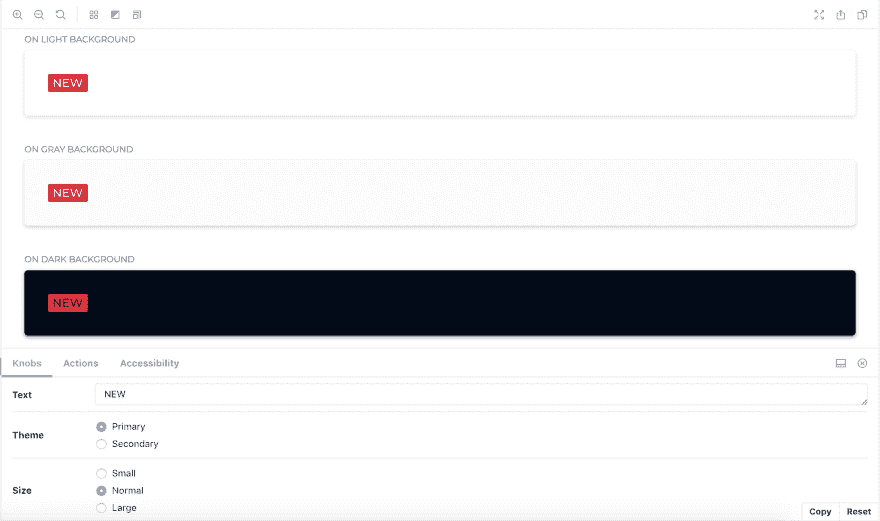 ON LIGHT BACKGROUND
NEW
ON GRAY BACKGROUND
NEW
ON DARK BACKGROUND
NEW
Knobs Actions Accessibility
Text NEW
Theme
Primary
Secondary
Size
Small
Normal
Large
Copy Reset